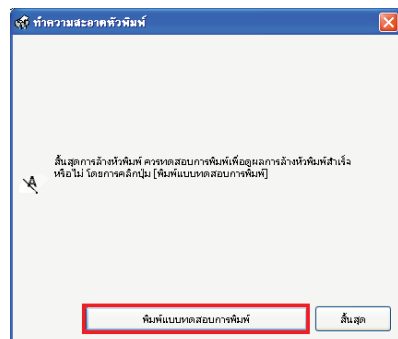 ทำความสะอาดหัวพิมพ์
สิ้นสุดการล้างหัวพิมพ์ ควรทดสอบการพิมพ์เพื่อดูผลการล้างหัวพิมพ์สำเร็จ
หรือไม่ โดยการคลิกปุ่ม [พิมพ์แบบทดสอบการพิมพ์]
พิมพ์แบบทดสอบการพิมพ์
สิ้นสุด